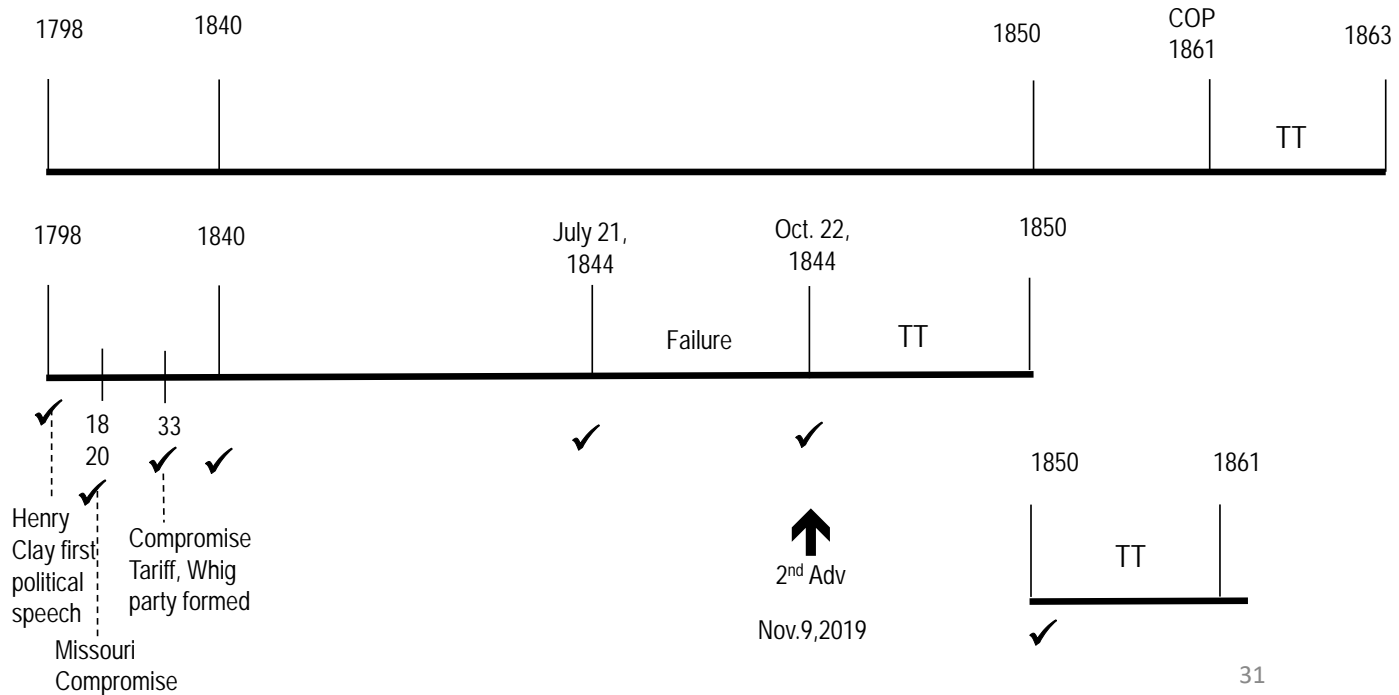 1798
1840
1850
COP
1861
1863
TT
1798
1840
July 21,
1844
Oct. 22,
1844
1850
Failure
TT
18
20
33
1850
1861
Henry
Clay first
political
speech
Compromise
Tariff, Whig
party formed
2nd Adv
TT
Nov.9,2019
Missouri
Compromise
31